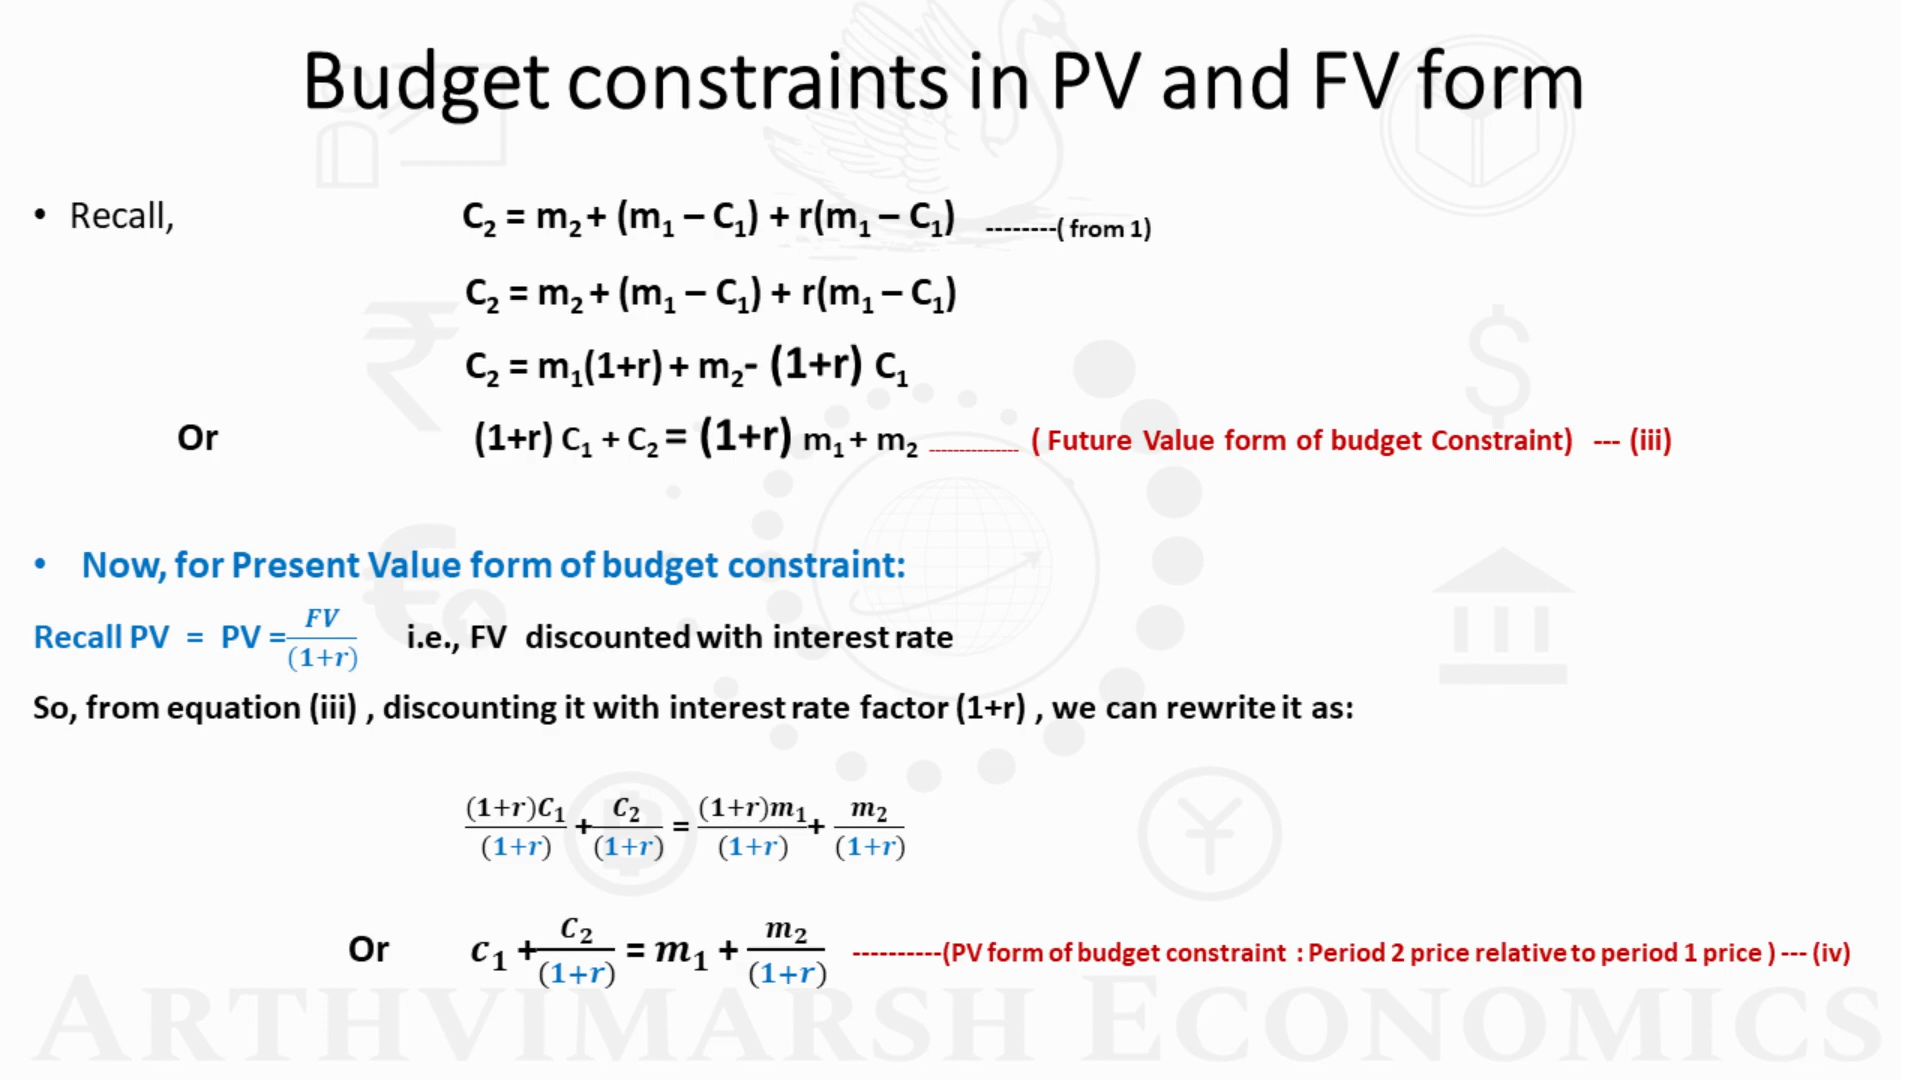 Budget constraints in PV and FV form
• Recall, C₂ = m₂ + (m₁ – C₁) + r(m₁ – C₁) --------( from 1)
C₂ = m₂ + (m₁ – C₁) + r(m₁ – C₁)
C₂ = m₁(1+r) + m₂- (1+r) C₁
Or (1+r) C₁ + C₂ = (1+r) m₁ + m₂ --------------- ( Future Value form of budget Constraint) --- (iii)
• Now, for Present Value form of budget constraint:
Recall PV = PV = FV/(1+r) i.e., FV discounted with interest rate
So, from equation (iii) , discounting it with interest rate factor (1+r) , we can rewrite it as:
(1+r)C₁/(1+r) + C₂/(1+r) = (1+r)m₁/(1+r) + m₂/(1+r)
Or c₁ + C₂/(1+r) = m₁ + m₂/(1+r) ----------(PV form of budget constraint : Period 2 price relative to period 1 price ) --- (iv)
ARTHVIMARSH ECONOMICS